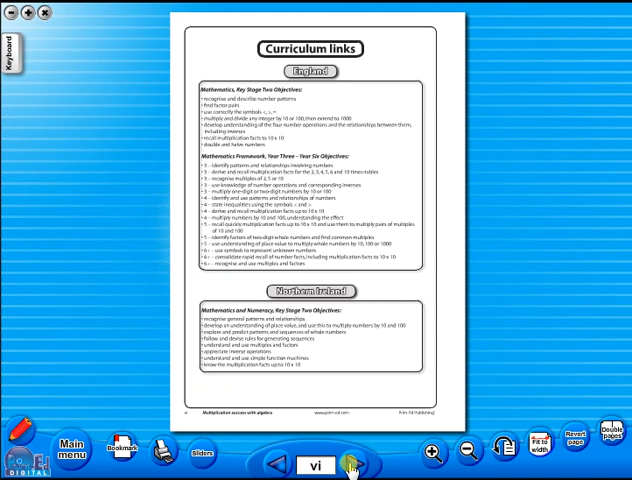 Keyboard
Curriculum links
England
Mathematics, Key Stage Two Objectives:
• recognise and describe number patterns
• find factor pairs
• use correctly the symbols <, >, =
• multiply and divide any integer by 10 or 100, then extend to 1000
• develop understanding of the four number operations and the relationships between them,
including inverses
• recall multiplication facts to 10 x 10
• double and halve numbers
Mathematics Framework, Year Three – Year Six Objectives:
• 3 – identify patterns and relationships involving numbers
• 3 – derive and recall multiplication facts for the 2, 3, 4, 5, 6 and 10 times-tables
• 3 – recognise multiples of 2, 5 or 10
• 3 – use knowledge of number operations and corresponding inverses
• 3 – multiply one-digit or two-digit numbers by 10 or 100
• 4 – identify and use patterns and relationships of numbers
• 4 – state inequalities using the symbols < and >
• 4 – derive and recall multiplication facts up to 10 x 10
• 4 – multiply numbers by 10 and 100, understanding the effect
• 5 – recall quickly multiplication facts up to 10 x 10 and use them to multiply pairs of multiples
of 10 and 100
• 5 – identify factors of two-digit whole numbers and find common multiples
• 5 – use understanding of place value to multiply whole numbers by 10, 100 or 1000
• 6 – use symbols to represent unknown numbers
• 6 – consolidate rapid recall of number facts, including multiplication facts to 10 x 10
• 6 – recognise and use multiples and factors
Northern Ireland
Mathematics and Numeracy, Key Stage Two Objectives:
• recognise general patterns and relationships
• develop an understanding of place value, and use this to multiply numbers by 10 and 100
• explore and predict patterns and sequences of whole numbers
• follow and devise rules for generating sequences
• understand and use multiples and factors
• appreciate inverse operations
• understand and use simple function machines
• know the multiplication facts up to 10 x 10
vi Multiplication success with algebra www.prim-ed.com Prim-Ed Publishing
Main menu
Bookmark
Sliders
vi
Fit to width
Revert page
Double pages
DIGITAL